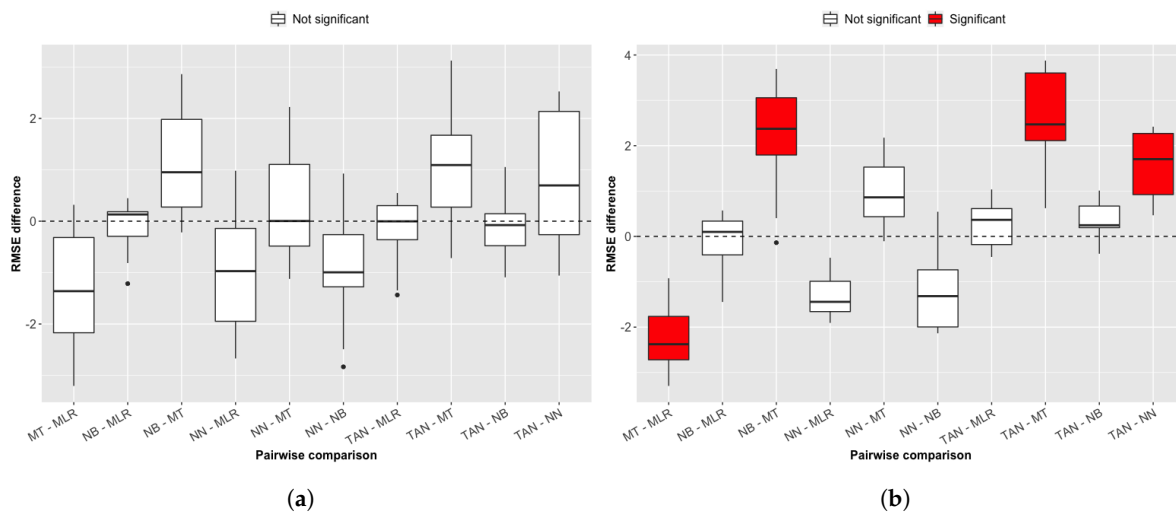 Not significant
RMSE difference
2
0
-2
MT - MLR
NB - MLR
NB - MT
NN - MLR
NN - MT
NN - NB
TAN - MLR
TAN - MT
TAN - NB
TAN - NN
Pairwise comparison
(a)
Not significant Significant
RMSE difference
4
2
0
-2
MT - MLR
NB - MLR
NB - MT
NN - MLR
NN - MT
NN - NB
TAN - MLR
TAN - MT
TAN - NB
TAN - NN
Pairwise comparison
(b)